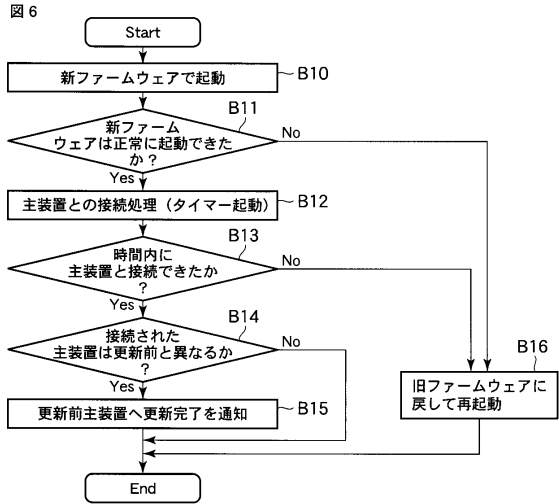 図6
Start
新ファームウェアで起動
B10
B11
新ファーム
ウェアは正常に起動できた
か？
No
Yes
主装置との接続処理（タイマー起動）
B12
B13
時間内に
主装置と接続できたか
？
No
Yes
B14
接続された
主装置は更新前と異なるか
？
No
Yes
B16
旧ファームウェアに
戻して再起動
更新前主装置へ更新完了を通知
B15
End